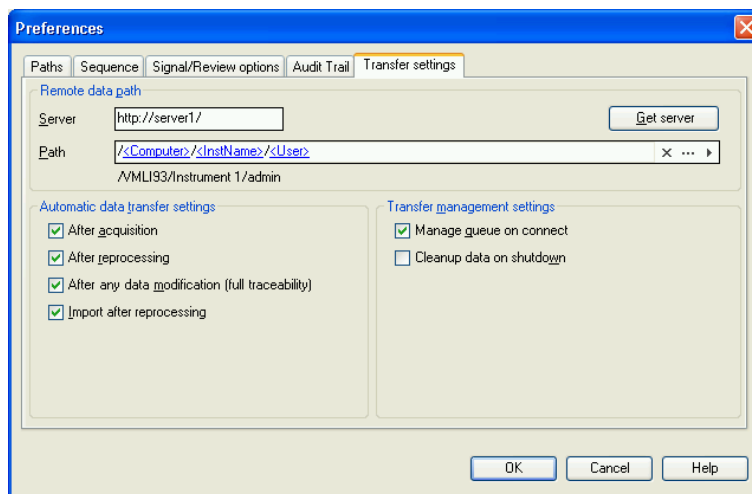 Preferences
Paths Sequence Signal/Review options Audit Trail Transfer settings
Remote data path
Server http://server1/ Get server
Path /<Computer>/<InstName>/<User>
/VMLI93/Instrument 1/admin
Automatic data transfer settings
After acquisition
After reprocessing
After any data modification (full traceability)
Import after reprocessing
Transfer management settings
Manage queue on connect
Cleanup data on shutdown
OK Cancel Help